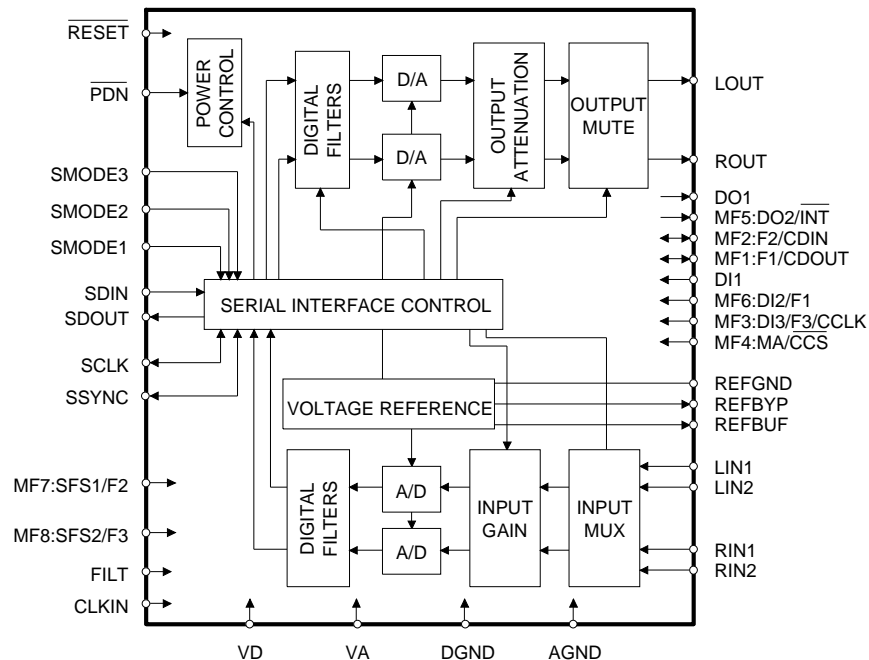 RESET
PDN
SMODE3
SMODE2
SMODE1
SDIN
SDOUT
SCLK
SSYNC
MF7:SFS1/F2
MF8:SFS2/F3
FILT
CLKIN
POWER
CONTROL
DIGITAL
FILTERS
D/A
D/A
OUTPUT
ATTENUATION
OUTPUT
MUTE
SERIAL INTERFACE CONTROL
VOLTAGE REFERENCE
DIGITAL
FILTERS
A/D
A/D
INPUT
GAIN
INPUT
MUX
LOUT
ROUT
DO1
MF5:DO2/INT
MF2:F2/CDIN
MF1:F1/CDOUT
DI1
MF6:DI2/F1
MF3:DI3/F3/CCLK
MF4:MA/CCS
REFGND
REFBYP
REFBUF
LIN1
LIN2
RIN1
RIN2
VD
VA
DGND
AGND